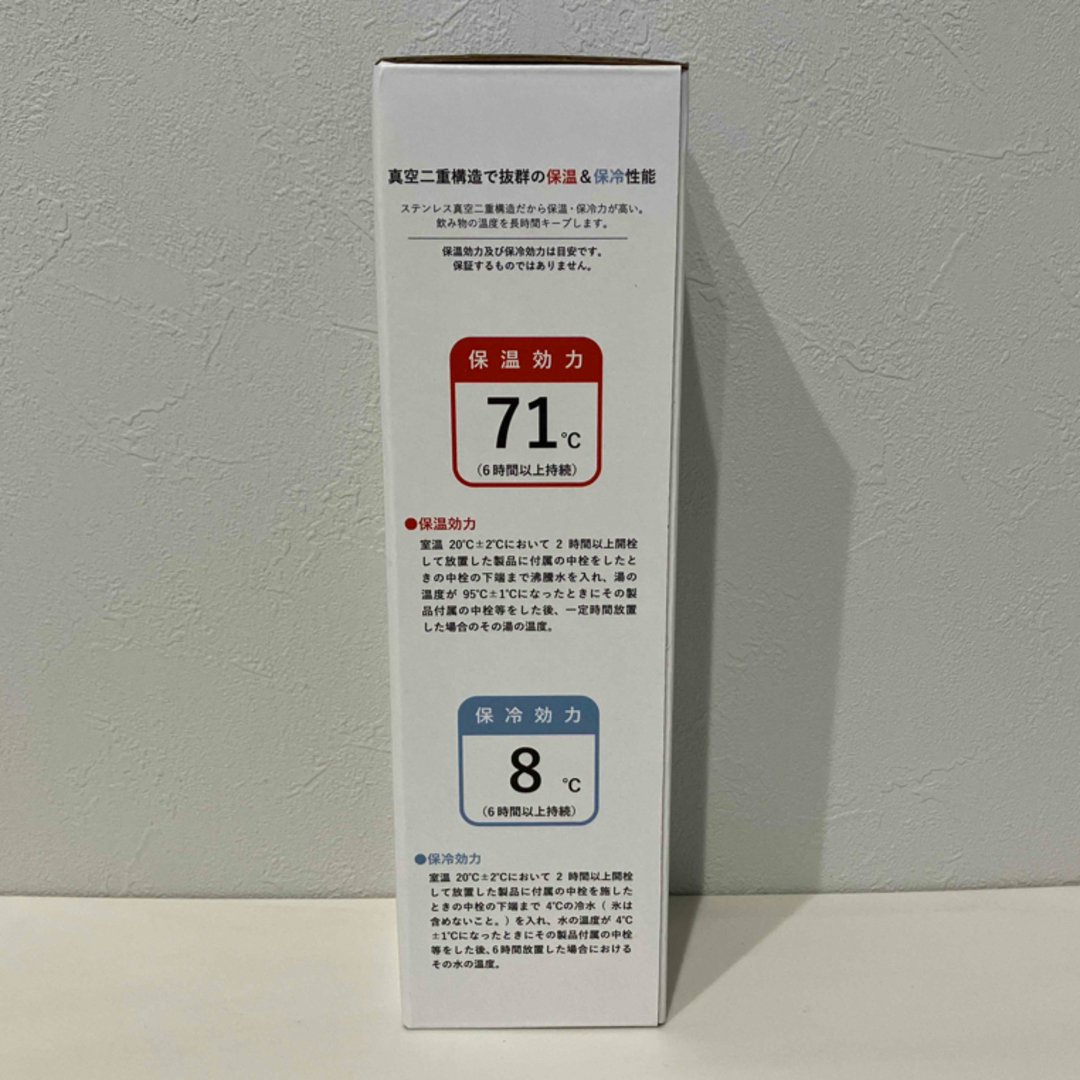 真空二重構造で抜群の保温＆保冷性能
ステンレス真空二重構造だから保温・保冷力が高い。
飲み物の温度を長時間キープします。
保温効力及び保冷効力は目安です。
保証するものではありません。
保温効力
71℃
（6時間以上持続）
●保温効力
室温 20℃±2℃において 2 時間以上開栓
して放置した製品に付属の中栓をしたと
きの中栓の下端まで沸騰水を入れ、湯の
温度が 95℃±1℃になったときにその製
品付属の中栓等をした後、一定時間放置
した場合のその湯の温度。
保冷効力
8℃
（6時間以上持続）
●保冷効力
室温 20℃±2℃において 2 時間以上開栓
して放置した製品に付属の中栓を施した
ときの中栓の下端まで 4℃の冷水（ 氷は
含めないこと。）を入れ、水の温度が 4℃
±1℃になったときにその製品付属の中栓
等をした後、6時間放置した場合における
その水の温度。